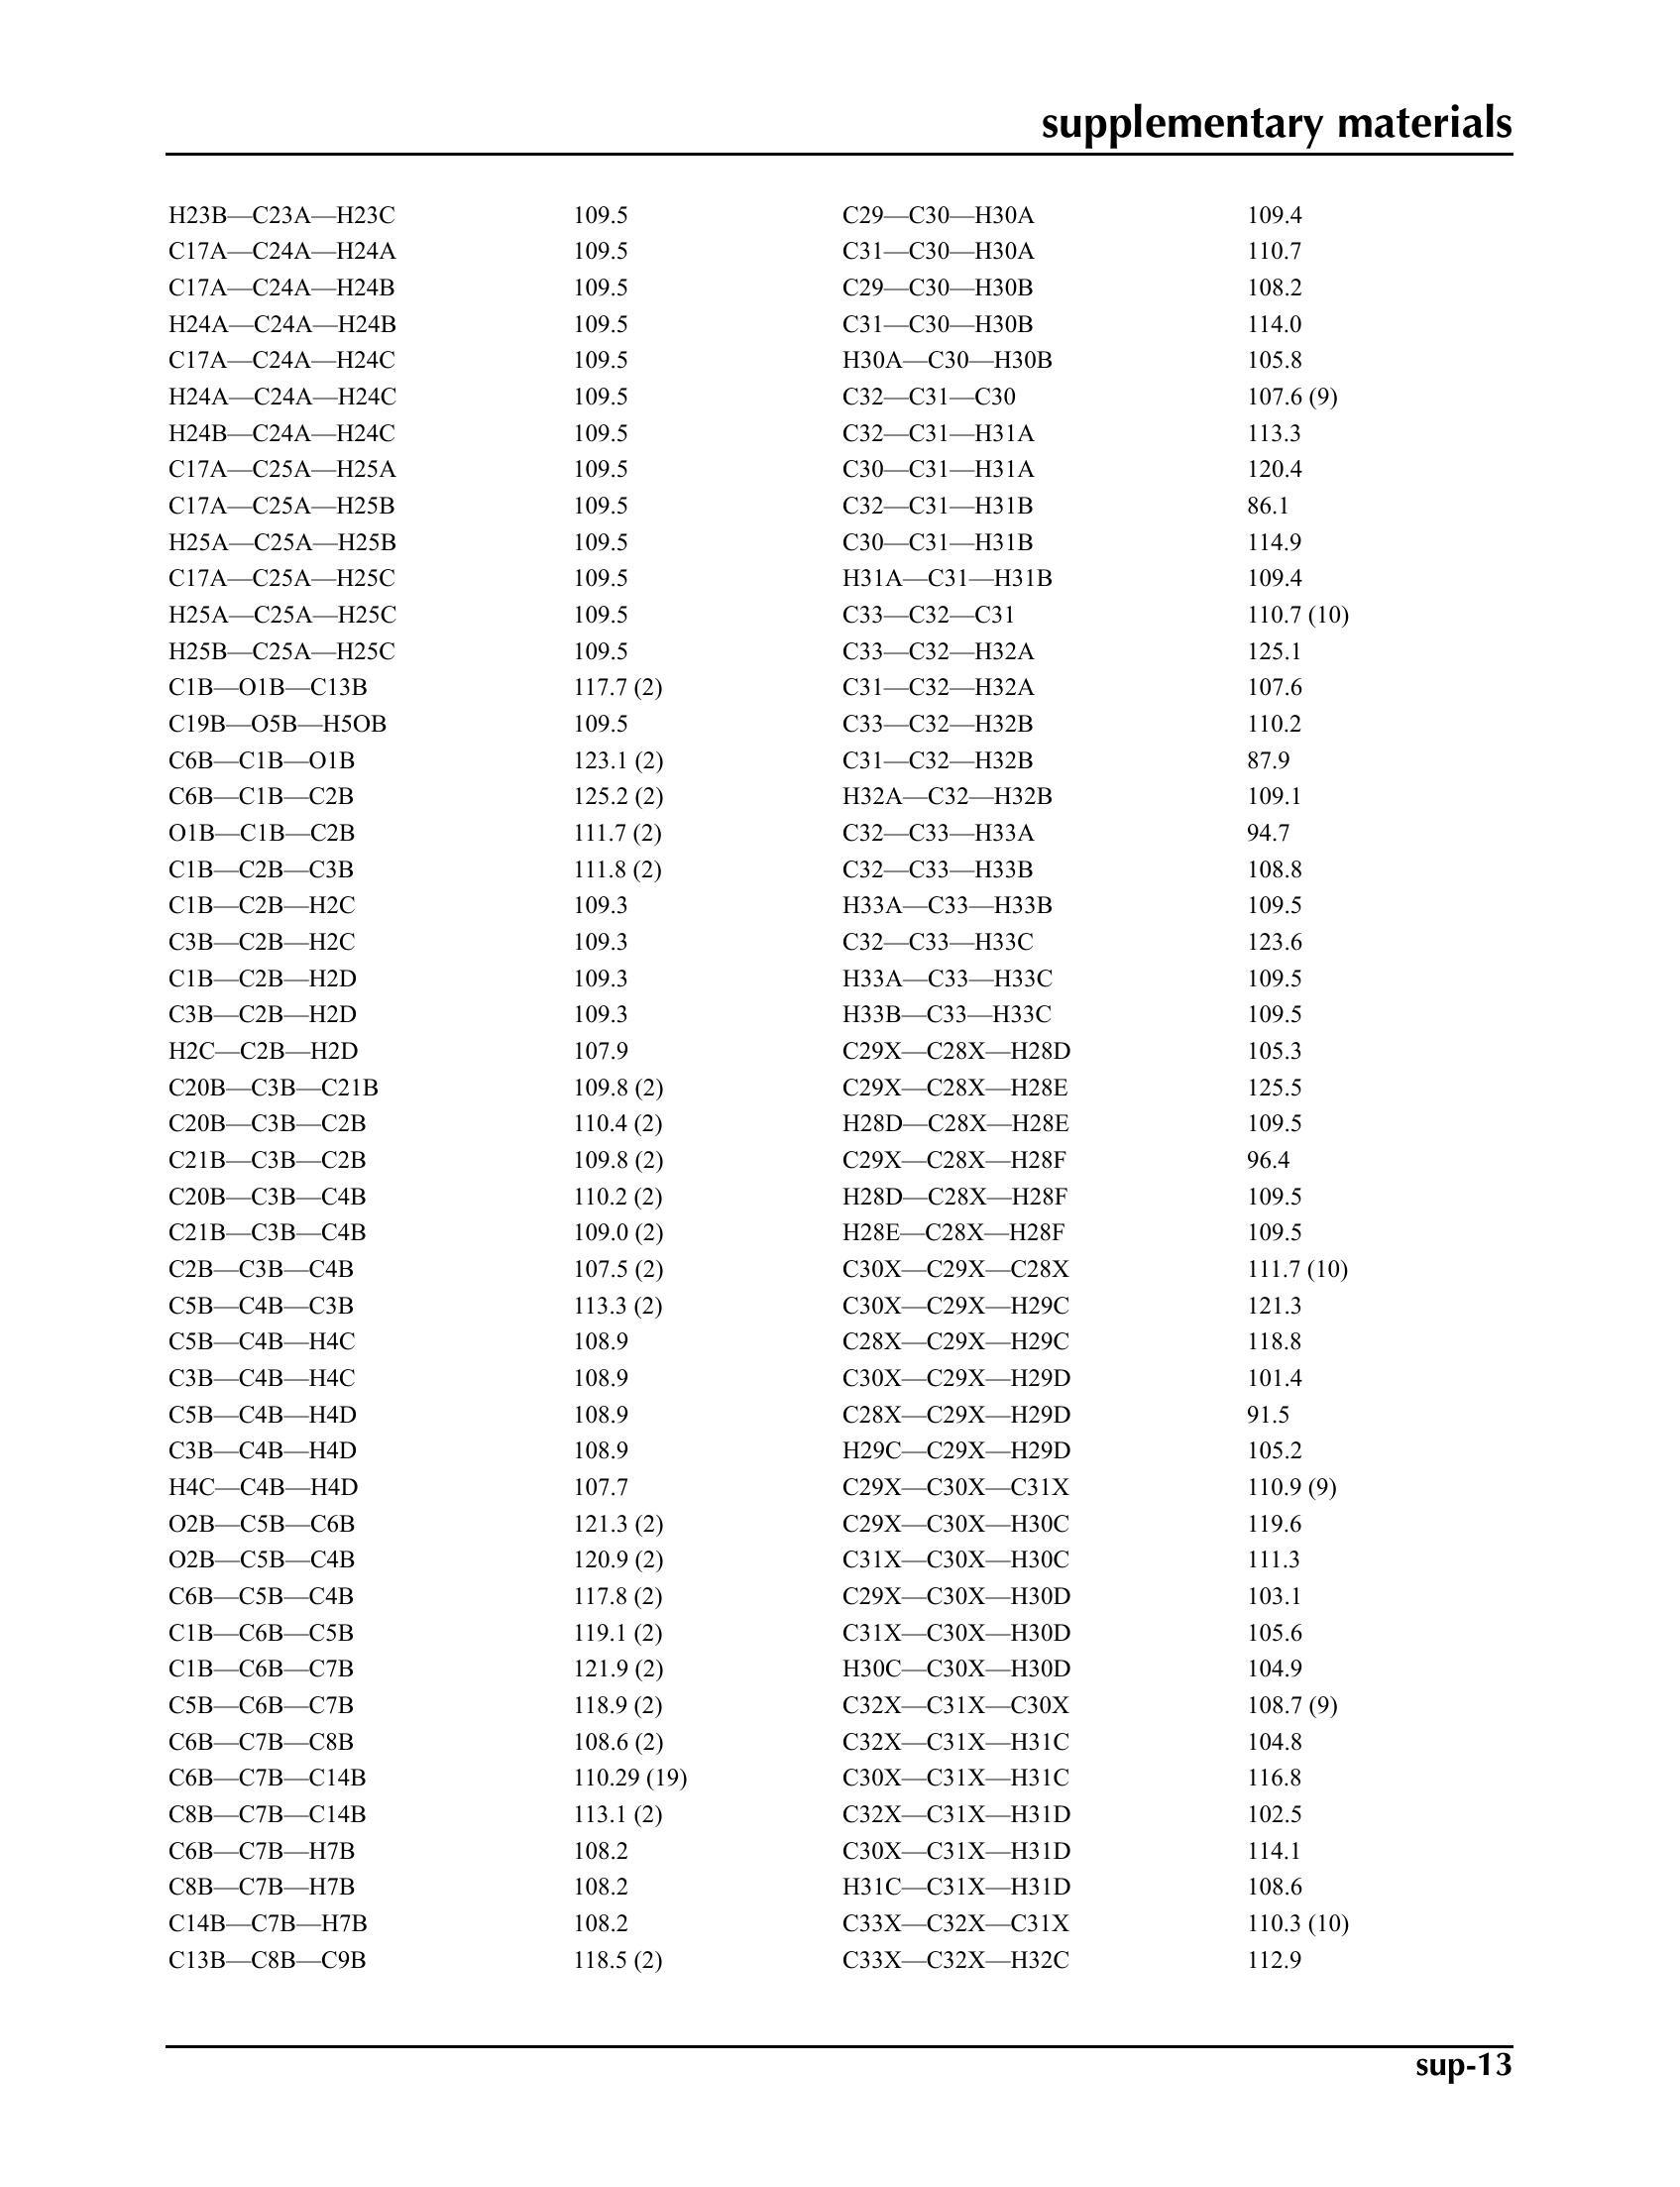 supplementary materials
H23B—C23A—H23C 109.5 C29—C30—H30A 109.4
C17A—C24A—H24A 109.5 C31—C30—H30A 110.7
C17A—C24A—H24B 109.5 C29—C30—H30B 108.2
H24A—C24A—H24B 109.5 C31—C30—H30B 114.0
C17A—C24A—H24C 109.5 H30A—C30—H30B 105.8
H24A—C24A—H24C 109.5 C32—C31—C30 107.6 (9)
H24B—C24A—H24C 109.5 C32—C31—H31A 113.3
C17A—C25A—H25A 109.5 C30—C31—H31A 120.4
C17A—C25A—H25B 109.5 C32—C31—H31B 86.1
H25A—C25A—H25B 109.5 C30—C31—H31B 114.9
C17A—C25A—H25C 109.5 H31A—C31—H31B 109.4
H25A—C25A—H25C 109.5 C33—C32—C31 110.7 (10)
H25B—C25A—H25C 109.5 C33—C32—H32A 125.1
C1B—O1B—C13B 117.7 (2) C31—C32—H32A 107.6
C19B—O5B—H5OB 109.5 C33—C32—H32B 110.2
C6B—C1B—O1B 123.1 (2) C31—C32—H32B 87.9
C6B—C1B—C2B 125.2 (2) H32A—C32—H32B 109.1
O1B—C1B—C2B 111.7 (2) C32—C33—H33A 94.7
C1B—C2B—C3B 111.8 (2) C32—C33—H33B 108.8
C1B—C2B—H2C 109.3 H33A—C33—H33B 109.5
C3B—C2B—H2C 109.3 C32—C33—H33C 123.6
C1B—C2B—H2D 109.3 H33A—C33—H33C 109.5
C3B—C2B—H2D 109.3 H33B—C33—H33C 109.5
H2C—C2B—H2D 107.9 C29X—C28X—H28D 105.3
C20B—C3B—C21B 109.8 (2) C29X—C28X—H28E 125.5
C20B—C3B—C2B 110.4 (2) H28D—C28X—H28E 109.5
C21B—C3B—C2B 109.8 (2) C29X—C28X—H28F 96.4
C20B—C3B—C4B 110.2 (2) H28D—C28X—H28F 109.5
C21B—C3B—C4B 109.0 (2) H28E—C28X—H28F 109.5
C2B—C3B—C4B 107.5 (2) C30X—C29X—C28X 111.7 (10)
C5B—C4B—C3B 113.3 (2) C30X—C29X—H29C 121.3
C5B—C4B—H4C 108.9 C28X—C29X—H29C 118.8
C3B—C4B—H4C 108.9 C30X—C29X—H29D 101.4
C5B—C4B—H4D 108.9 C28X—C29X—H29D 91.5
C3B—C4B—H4D 108.9 H29C—C29X—H29D 105.2
H4C—C4B—H4D 107.7 C29X—C30X—C31X 110.9 (9)
O2B—C5B—C6B 121.3 (2) C29X—C30X—H30C 119.6
O2B—C5B—C4B 120.9 (2) C31X—C30X—H30C 111.3
C6B—C5B—C4B 117.8 (2) C29X—C30X—H30D 103.1
C1B—C6B—C5B 119.1 (2) C31X—C30X—H30D 105.6
C1B—C6B—C7B 121.9 (2) H30C—C30X—H30D 104.9
C5B—C6B—C7B 118.9 (2) C32X—C31X—C30X 108.7 (9)
C6B—C7B—C8B 108.6 (2) C32X—C31X—H31C 104.8
C6B—C7B—C14B 110.29 (19) C30X—C31X—H31C 116.8
C8B—C7B—C14B 113.1 (2) C32X—C31X—H31D 102.5
C6B—C7B—H7B 108.2 C30X—C31X—H31D 114.1
C8B—C7B—H7B 108.2 H31C—C31X—H31D 108.6
C14B—C7B—H7B 108.2 C33X—C32X—C31X 110.3 (10)
C13B—C8B—C9B 118.5 (2) C33X—C32X—H32C 112.9
sup-13